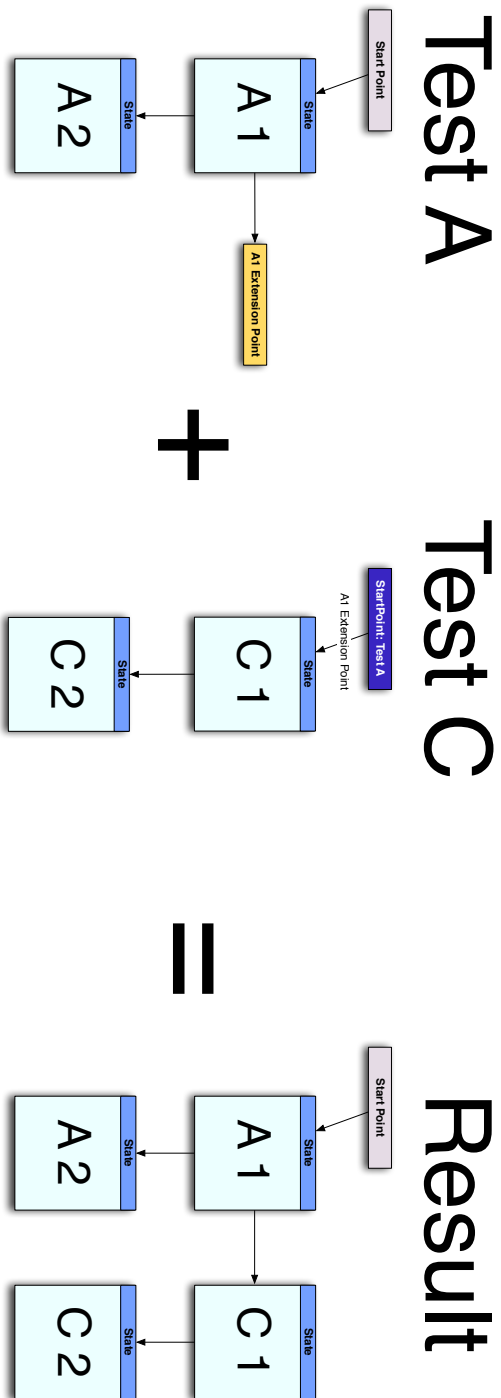 Test A
Start Point
State
A 1
A1 Extension Point
State
A 2
+
Test C
StartPoint: Test A
A1 Extension Point
State
C 1
State
C 2
=
Result
Start Point
State
A 1
State
C 1
State
A 2
State
C 2